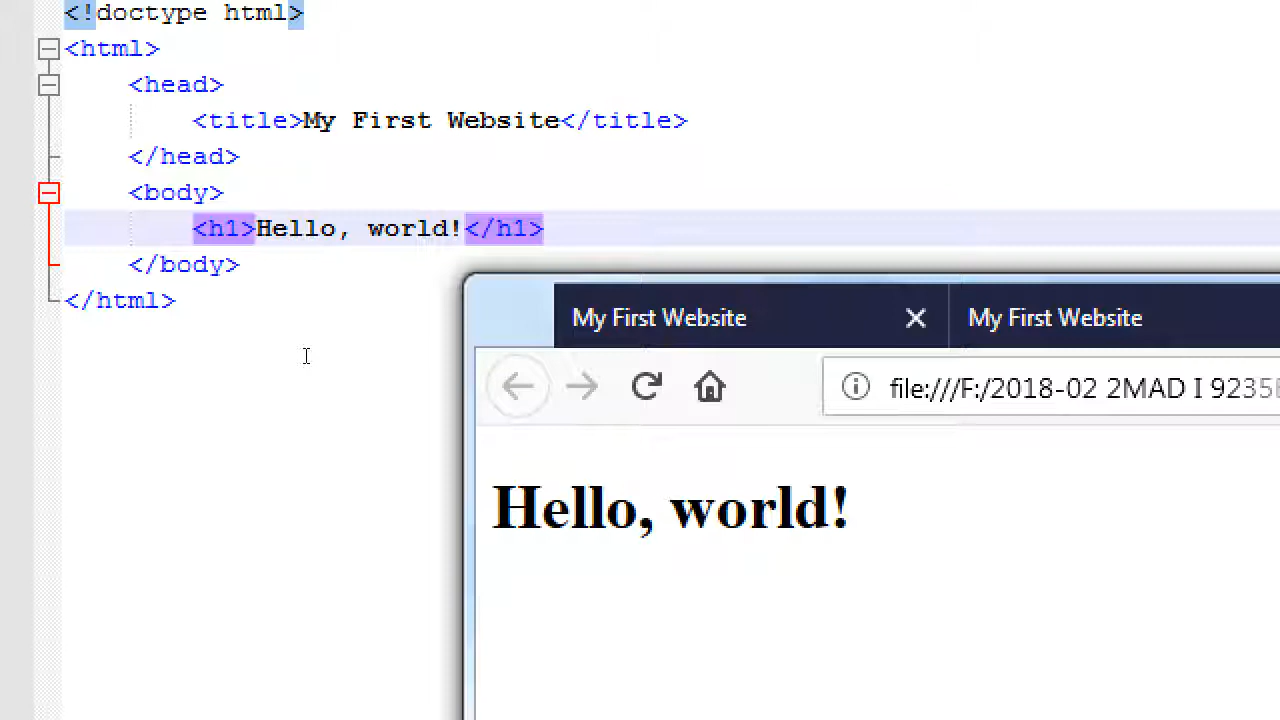 <!doctype html>
<html>
<head>
<title>My First Website</title>
</head>
<body>
<h1>Hello, world!</h1>
</body>
</html>
My First Website
My First Website
file:///F:/2018-02 2MAD I 9235
Hello, world!